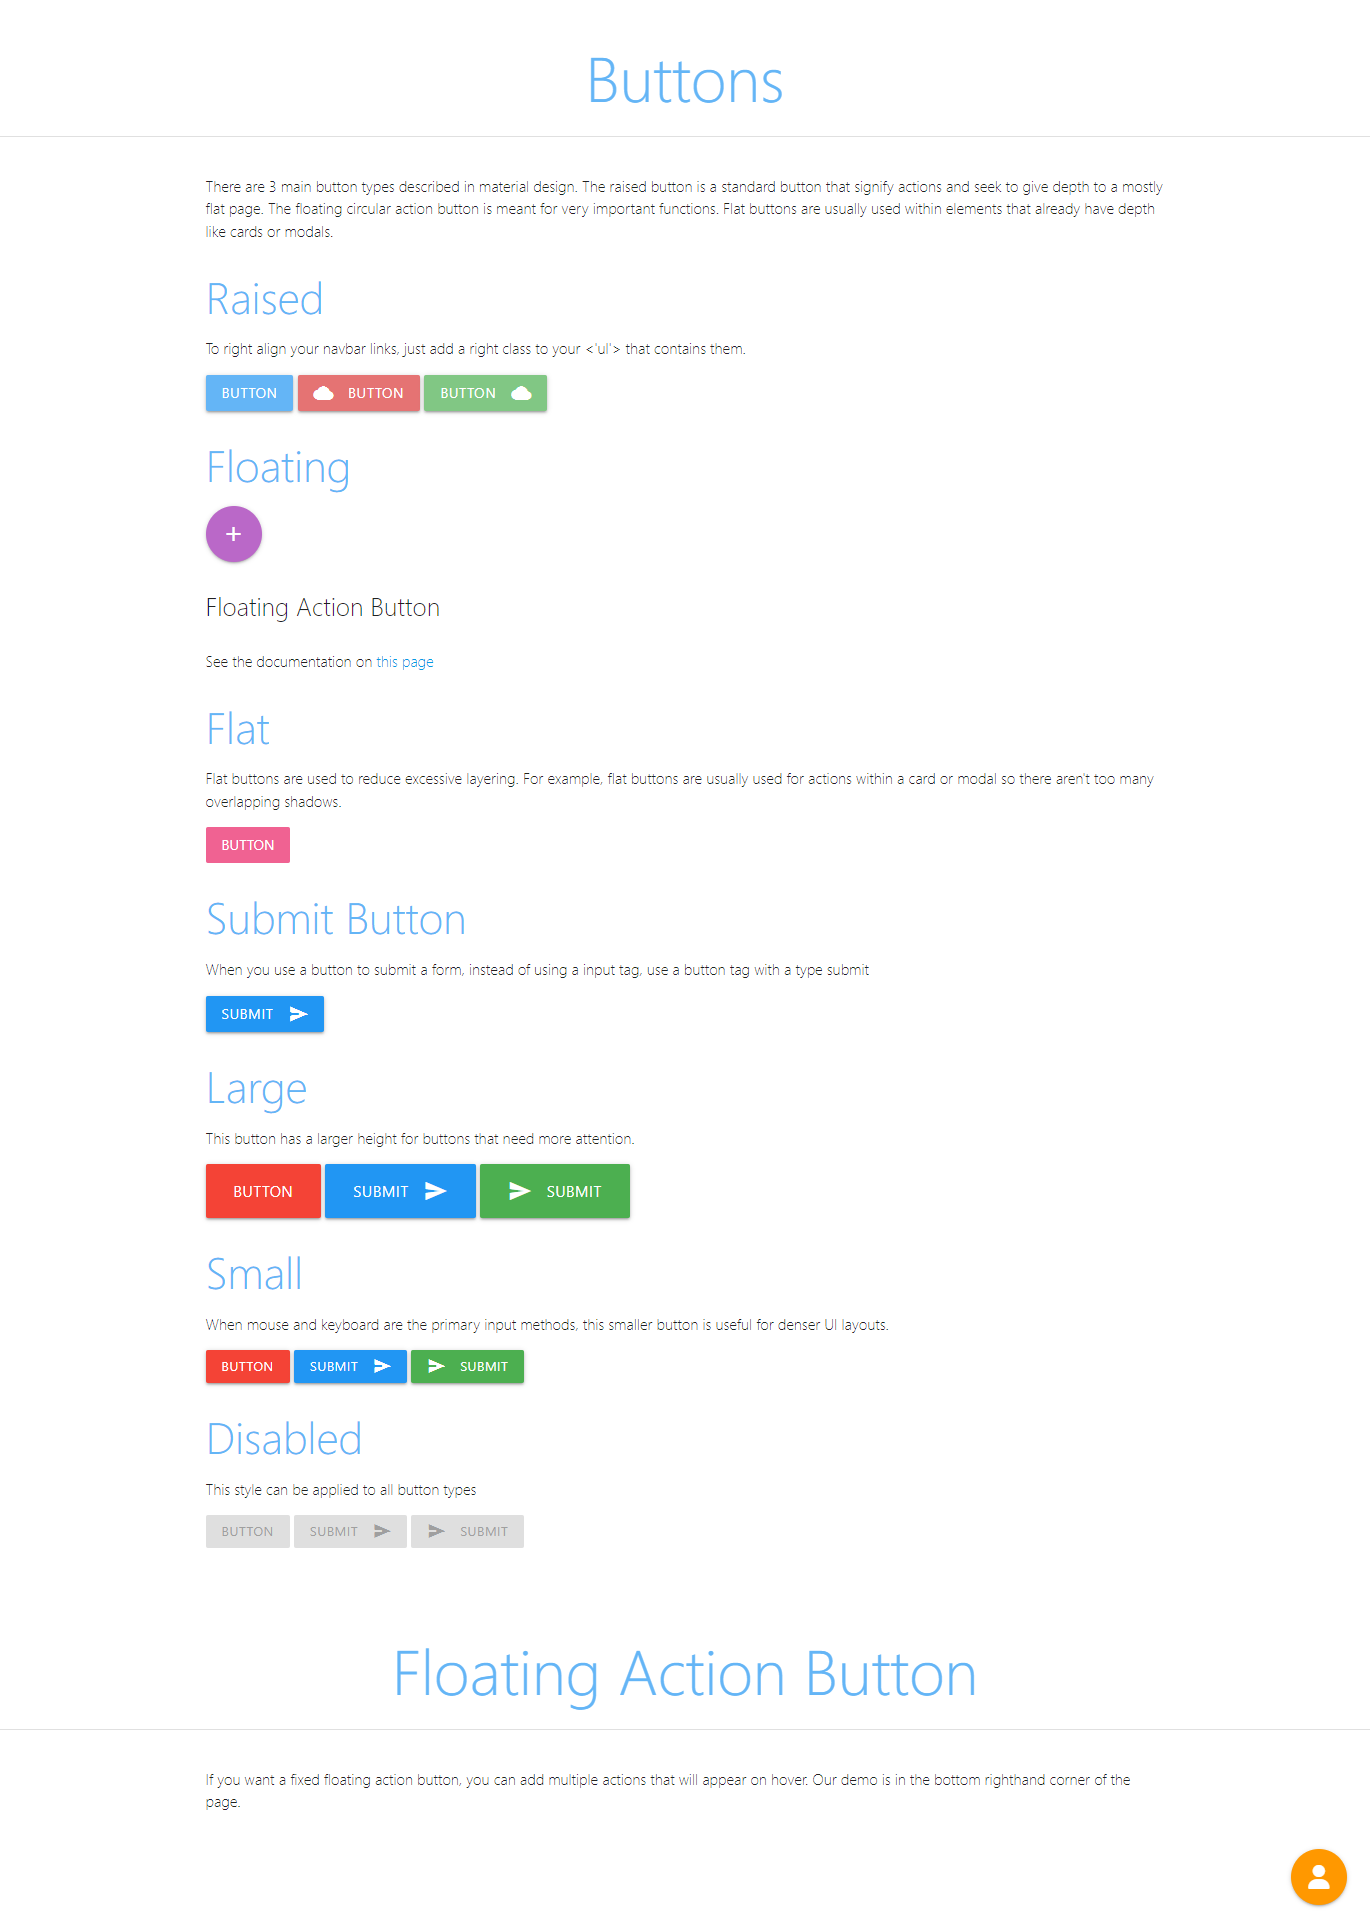 Buttons
There are 3 main button types described in material design. The raised button is a standard button that signify actions and seek to give depth to a mostly
flat page. The floating circular action button is meant for very important functions. Flat buttons are usually used within elements that already have depth
like cards or modals.
Raised
To right align your navbar links, just add a right class to your <'ul'> that contains them.
BUTTON BUTTON BUTTON
Floating
+
Floating Action Button
See the documentation on this page
Flat
Flat buttons are used to reduce excessive layering. For example, flat buttons are usually used for actions within a card or modal so there aren't too many
overlapping shadows.
BUTTON
Submit Button
When you use a button to submit a form, instead of using a input tag, use a button tag with a type submit
SUBMIT
Large
This button has a larger height for buttons that need more attention.
BUTTON SUBMIT SUBMIT
Small
When mouse and keyboard are the primary input methods, this smaller button is useful for denser UI layouts.
BUTTON SUBMIT SUBMIT
Disabled
This style can be applied to all button types
BUTTON SUBMIT SUBMIT
Floating Action Button
If you want a fixed floating action button, you can add multiple actions that will appear on hover. Our demo is in the bottom righthand corner of the
page.